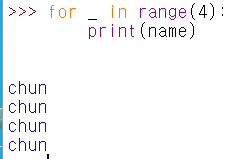 >>> for _ in range(4):
        print(name)
chun
chun
chun
chun